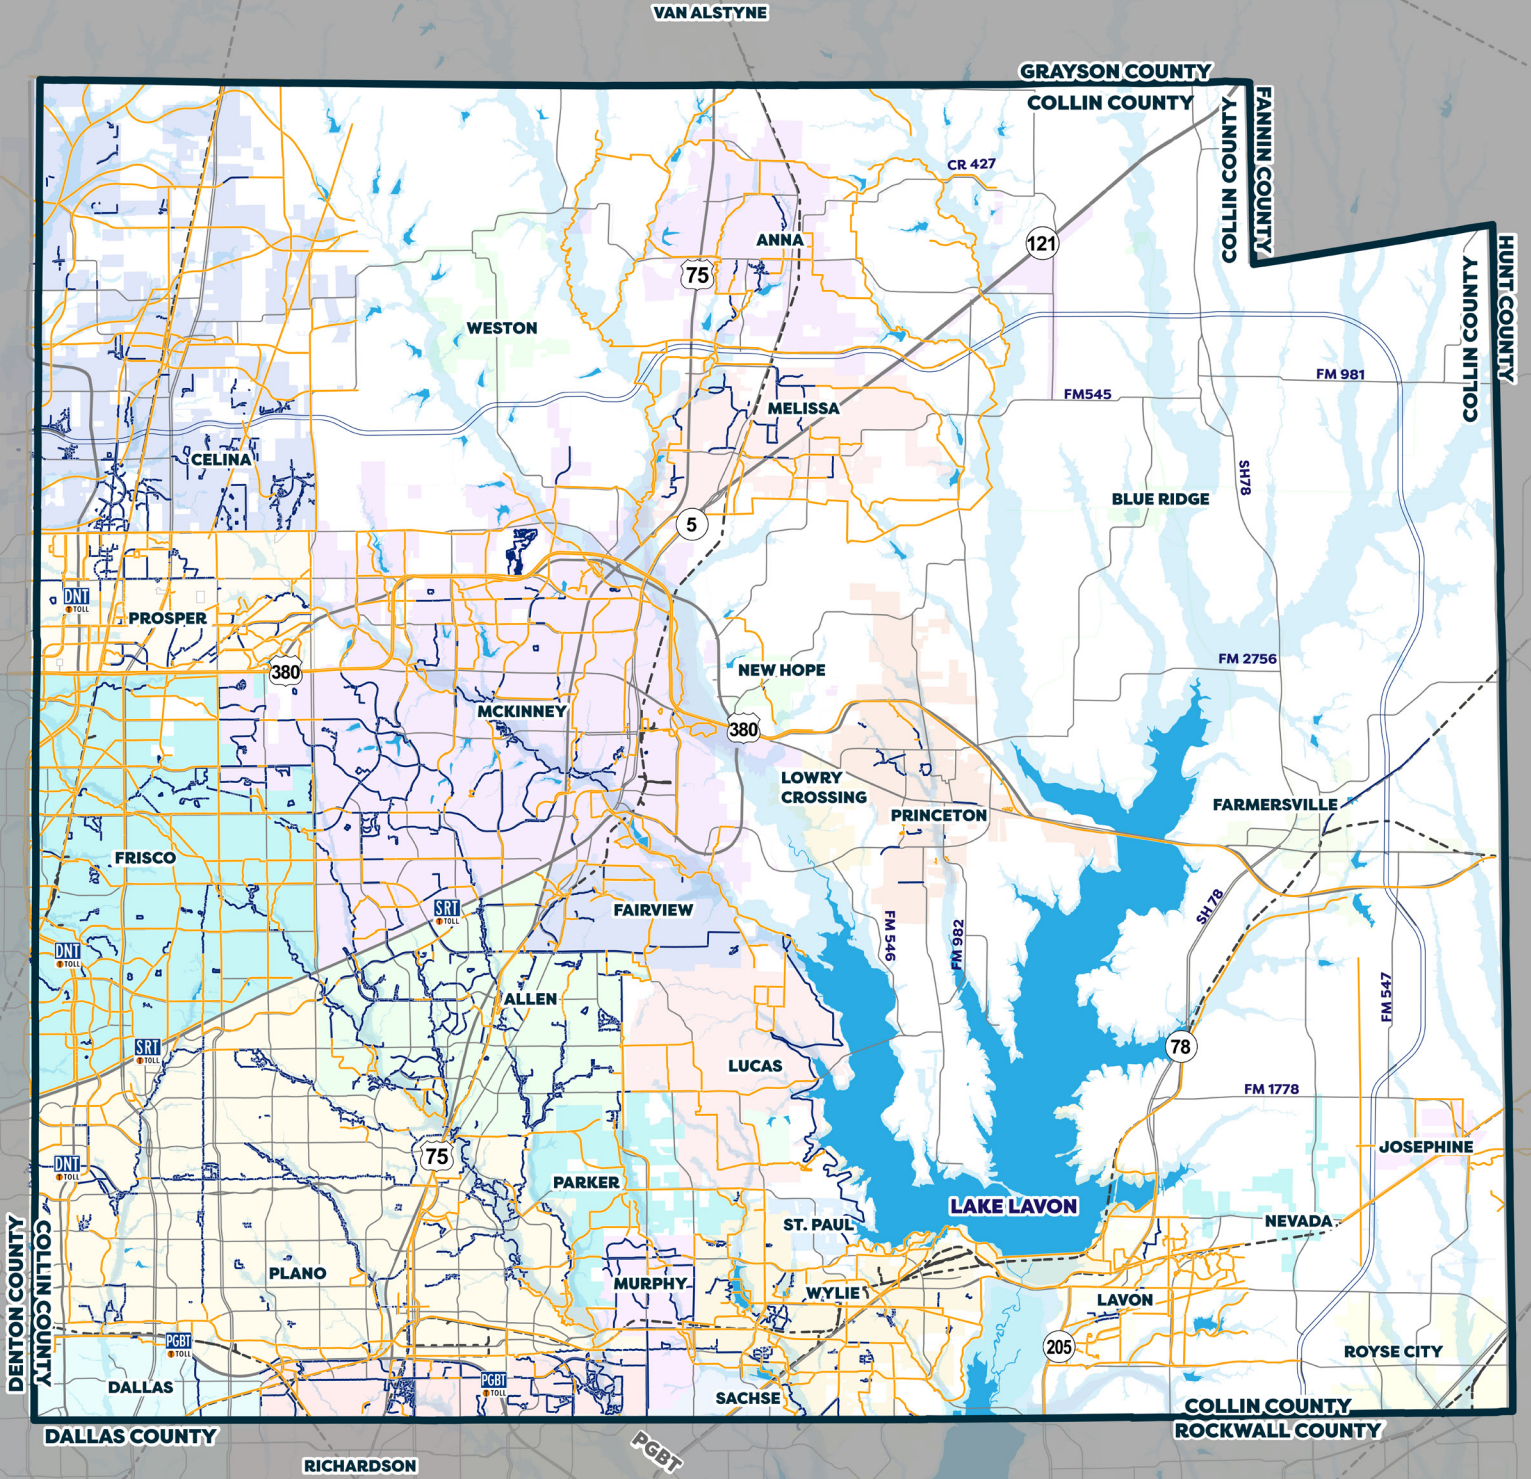 VAN ALSTYNE
GRAYSON COUNTY
COLLIN COUNTY
COLLIN COUNTY
FANNIN COUNTY
CR 427
121
ANNA
75
HUNT COUNTY
COLLIN COUNTY
WESTON
FM 981
FM545
MELISSA
CELINA
SH78
BLUE RIDGE
5
DNT
TOLL
PROSPER
380
NEW HOPE
FM 2756
MCKINNEY
380
LOWRY
CROSSING
PRINCETON
FARMERSVILLE
FRISCO
SRT
TOLL
FAIRVIEW
FM 546
FM 982
SH 78
DNT
TOLL
ALLEN
FM 547
SRT
TOLL
78
LUCAS
FM 1778
JOSEPHINE
75
DNT
TOLL
PARKER
LAKE LAVON
ST. PAUL
NEVADA
DENTON COUNTY
COLLIN COUNTY
PLANO
MURPHY
WYLIE
LAVON
PGBT
TOLL
205
ROYSE CITY
DALLAS
PGBT
TOLL
SACHSE
COLLIN COUNTY
ROCKWALL COUNTY
DALLAS COUNTY
PGBT
RICHARDSON